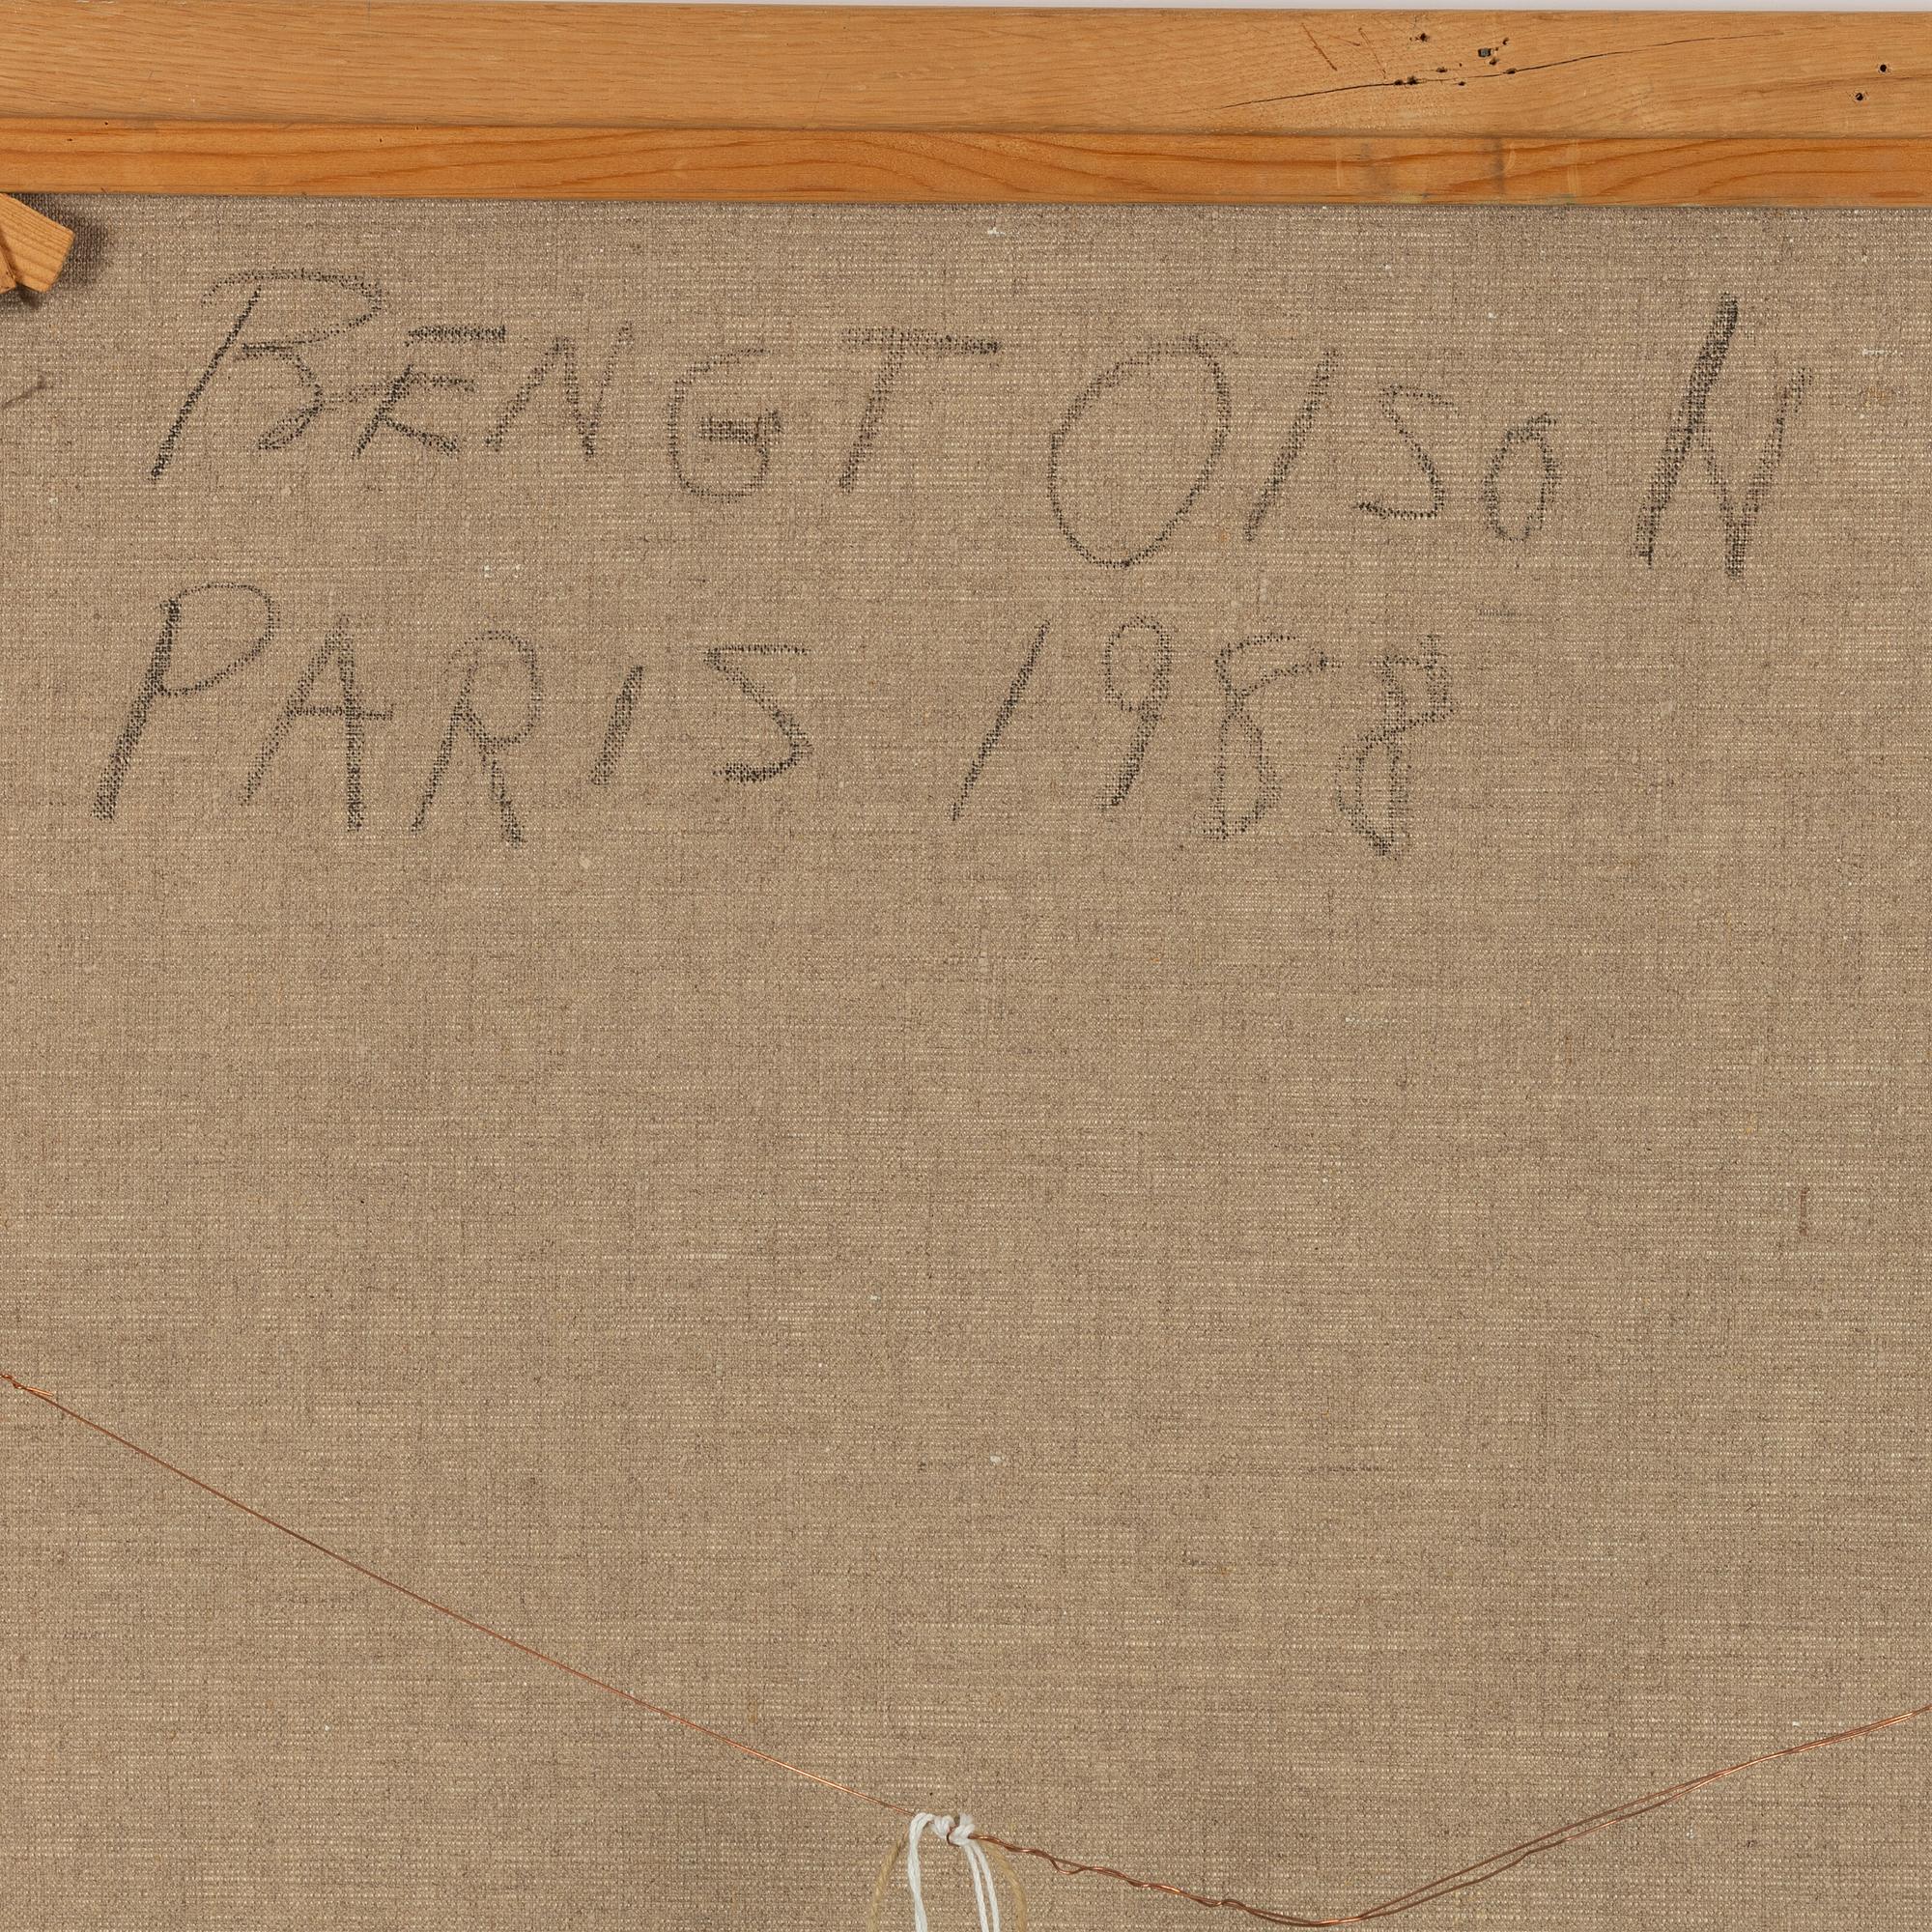 BENGT OlSoN
PARIS 1988